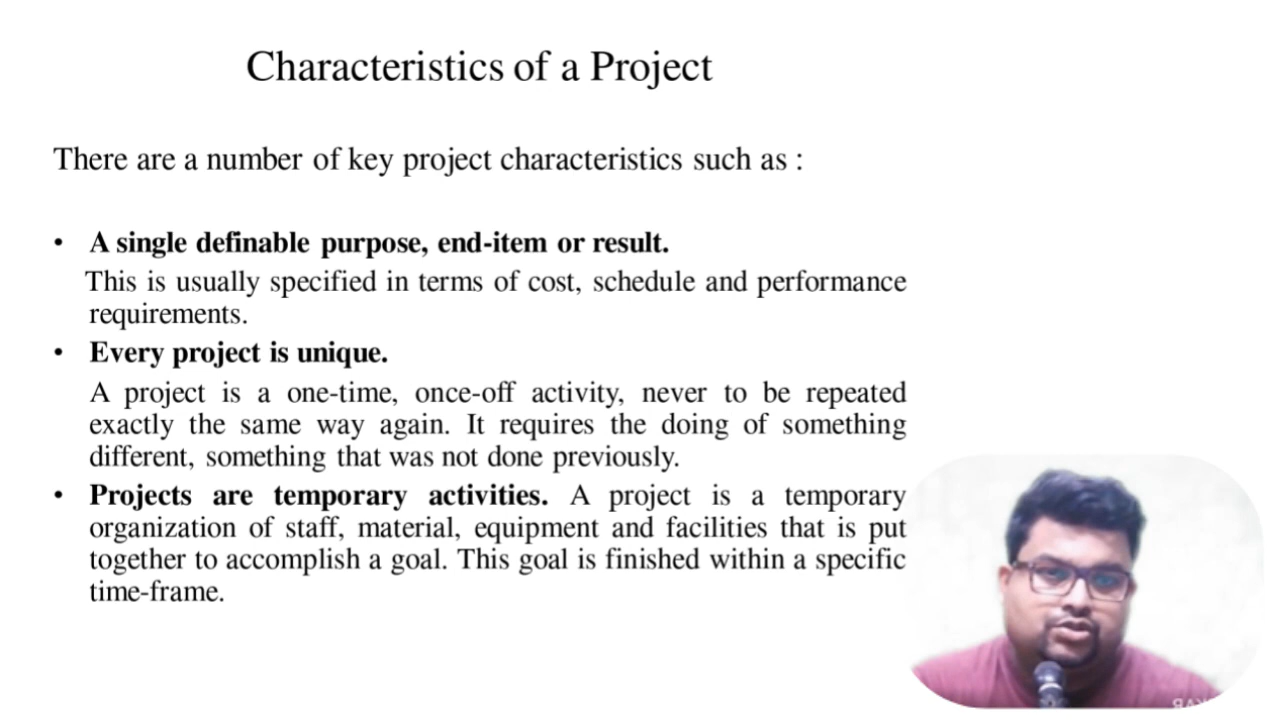 Characteristics of a Project
There are a number of key project characteristics such as :
• A single definable purpose, end-item or result.
This is usually specified in terms of cost, schedule and performance
requirements.
• Every project is unique.
A project is a one-time, once-off activity, never to be repeated
exactly the same way again. It requires the doing of something
different, something that was not done previously.
• Projects are temporary activities. A project is a temporary
organization of staff, material, equipment and facilities that is put
together to accomplish a goal. This goal is finished within a specific
time-frame.